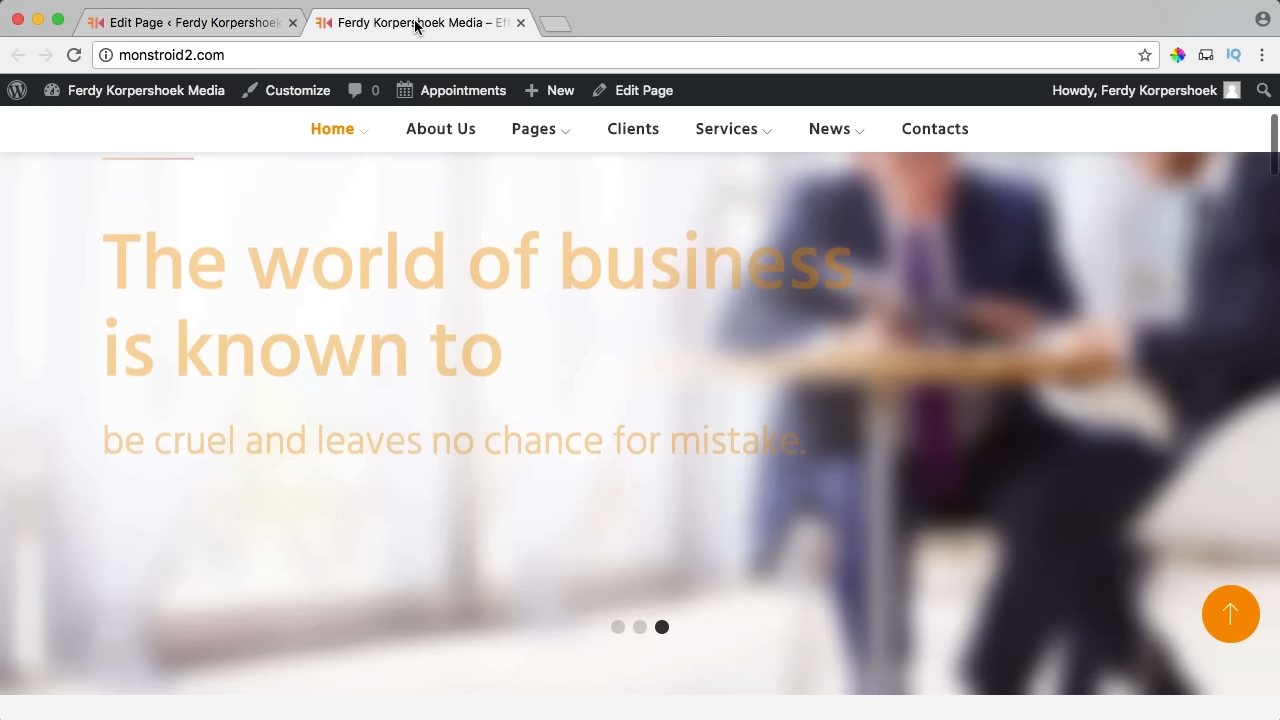 Edit Page ‹ Ferdy Korpershoek
Ferdy Korpershoek Media – Eff
monstroid2.com
Ferdy Korpershoek Media
Customize
0
Appointments
New
Edit Page
Howdy, Ferdy Korpershoek
Home
About Us
Pages
Clients
Services
News
Contacts
The world of business
is known to
be cruel and leaves no chance for mistake.